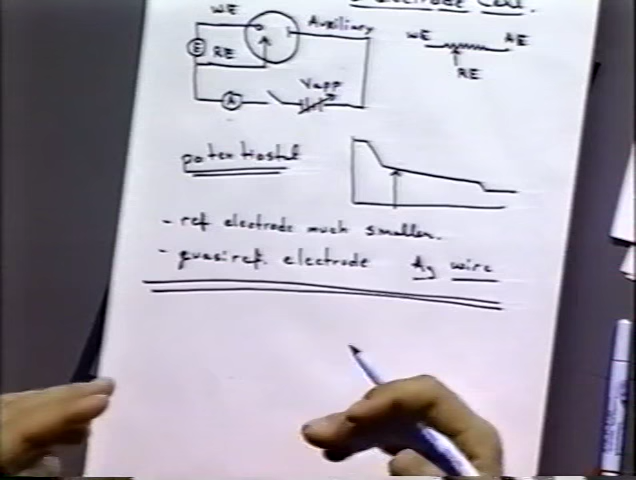 Electrode Cell.
WE Auxiliary
E RE
WE AE
RE
A Vapp
potentiostat
- ref electrode much smaller.
- quasiref. electrode Ag wire